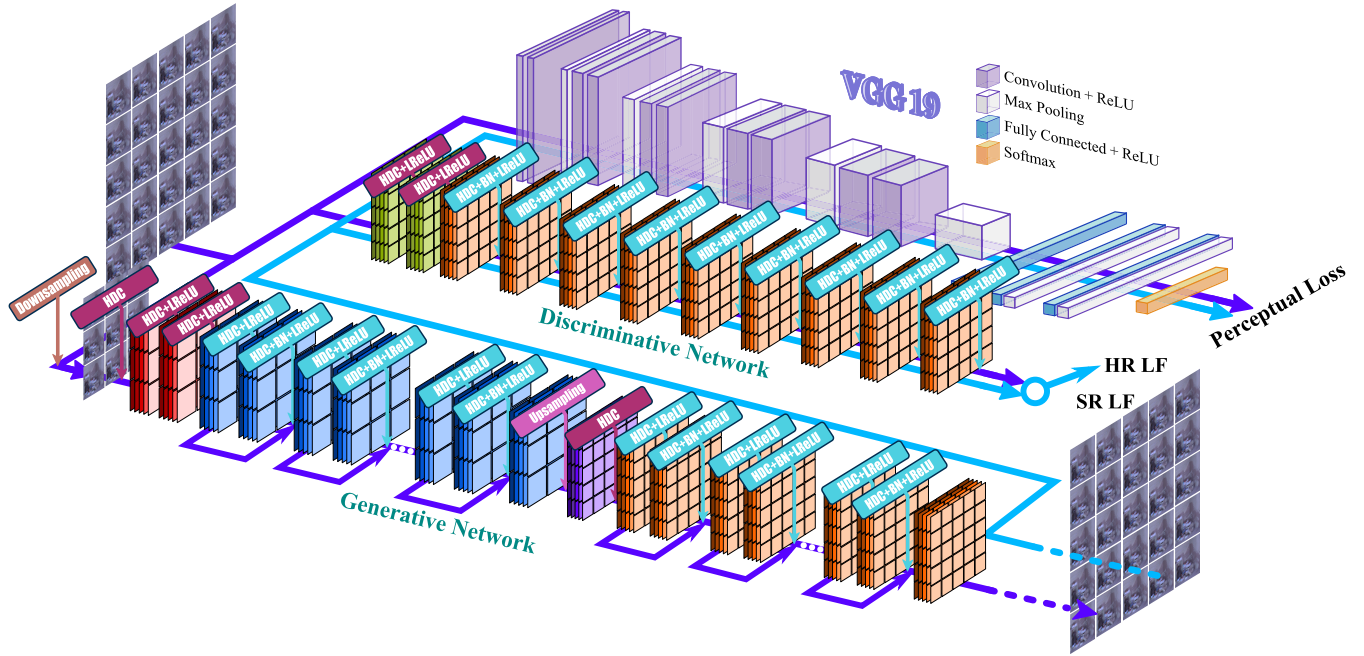 VGG 19
Convolution + ReLU
Max Pooling
Fully Connected + ReLU
Softmax
HDC+LReLU
HDC+LReLU
HDC+BN+LReLU
HDC+BN+LReLU
HDC+BN+LReLU
HDC+BN+LReLU
HDC+BN+LReLU
HDC+BN+LReLU
HDC+BN+LReLU
HDC+BN+LReLU
HDC+BN+LReLU
Discriminative Network
Perceptual Loss
HR LF
SR LF
Downsampling
HDC
HDC+LReLU
HDC+LReLU
HDC+LReLU
HDC+BN+LReLU
HDC+LReLU
HDC+BN+LReLU
HDC+LReLU
HDC+BN+LReLU
Upsampling
HDC
HDC+LReLU
HDC+BN+LReLU
HDC+LReLU
HDC+BN+LReLU
HDC+LReLU
HDC+BN+LReLU
Generative Network